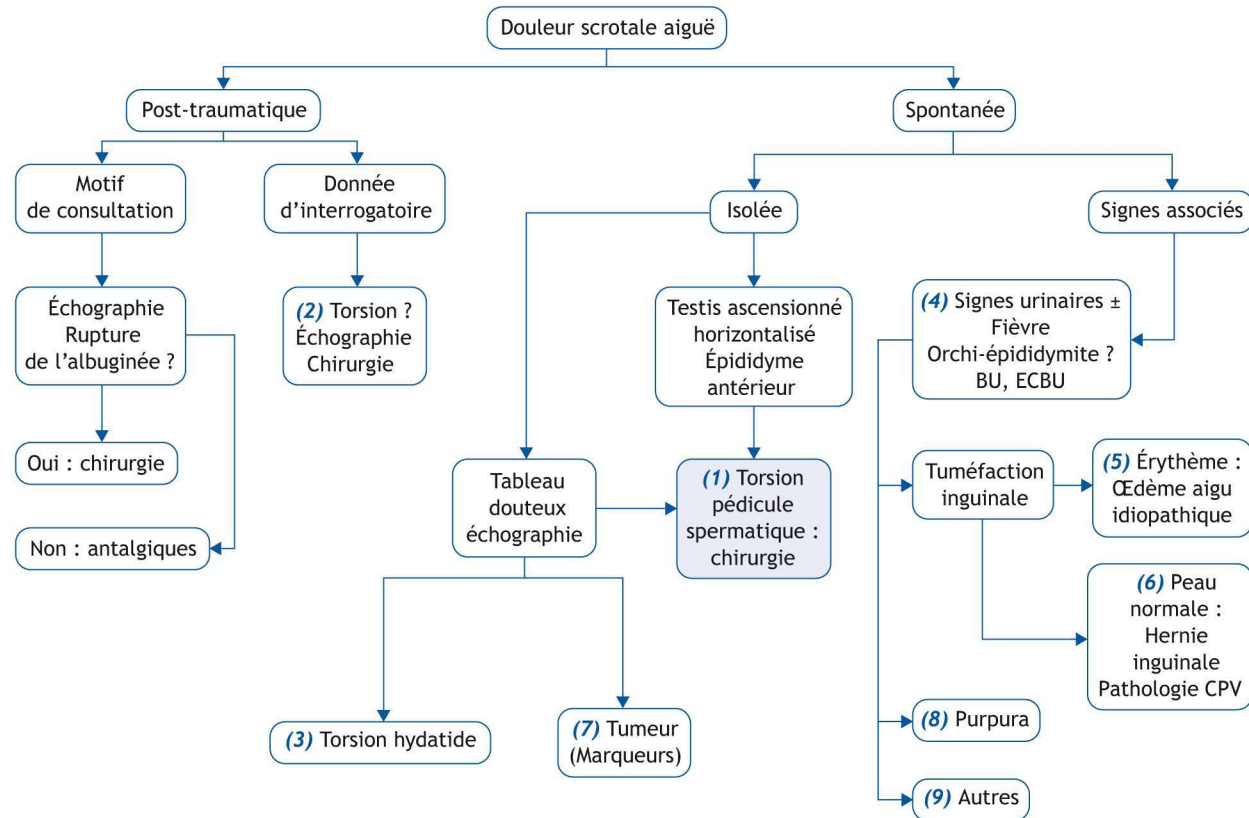 Douleur scrotale aiguë
Post-traumatique
Spontanée
Motif
de consultation
Donnée
d'interrogatoire
Isolée
Signes associés
Échographie
Rupture
de l'albuginée ?
(2) Torsion ?
Échographie
Chirurgie
Testis ascensionné
horizontalisé
Épididyme
antérieur
(4) Signes urinaires ±
Fièvre
Orchi-épididymite ?
BU, ECBU
Oui : chirurgie
Non : antalgiques
Tableau
douteux
échographie
(1) Torsion
pédicule
spermatique :
chirurgie
Tuméfaction
inguinale
(5) Érythème :
Œdème aigu
idiopathique
(6) Peau
normale :
Hernie
inguinale
Pathologie CPV
(3) Torsion hydatide
(7) Tumeur
(Marqueurs)
(8) Purpura
(9) Autres